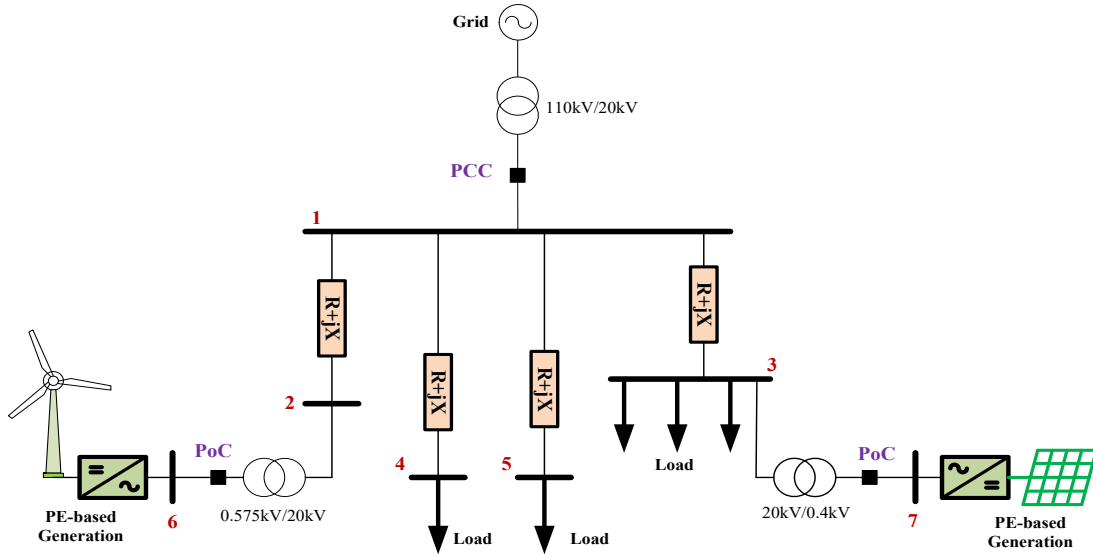 Grid
110kV/20kV
PCC
1
R+jX
R+jX
R+jX
R+jX
2
3
4
5
PoC
PoC
Load
0.575kV/20kV
20kV/0.4kV
6
7
PE-based
Generation
Load
Load
PE-based
Generation